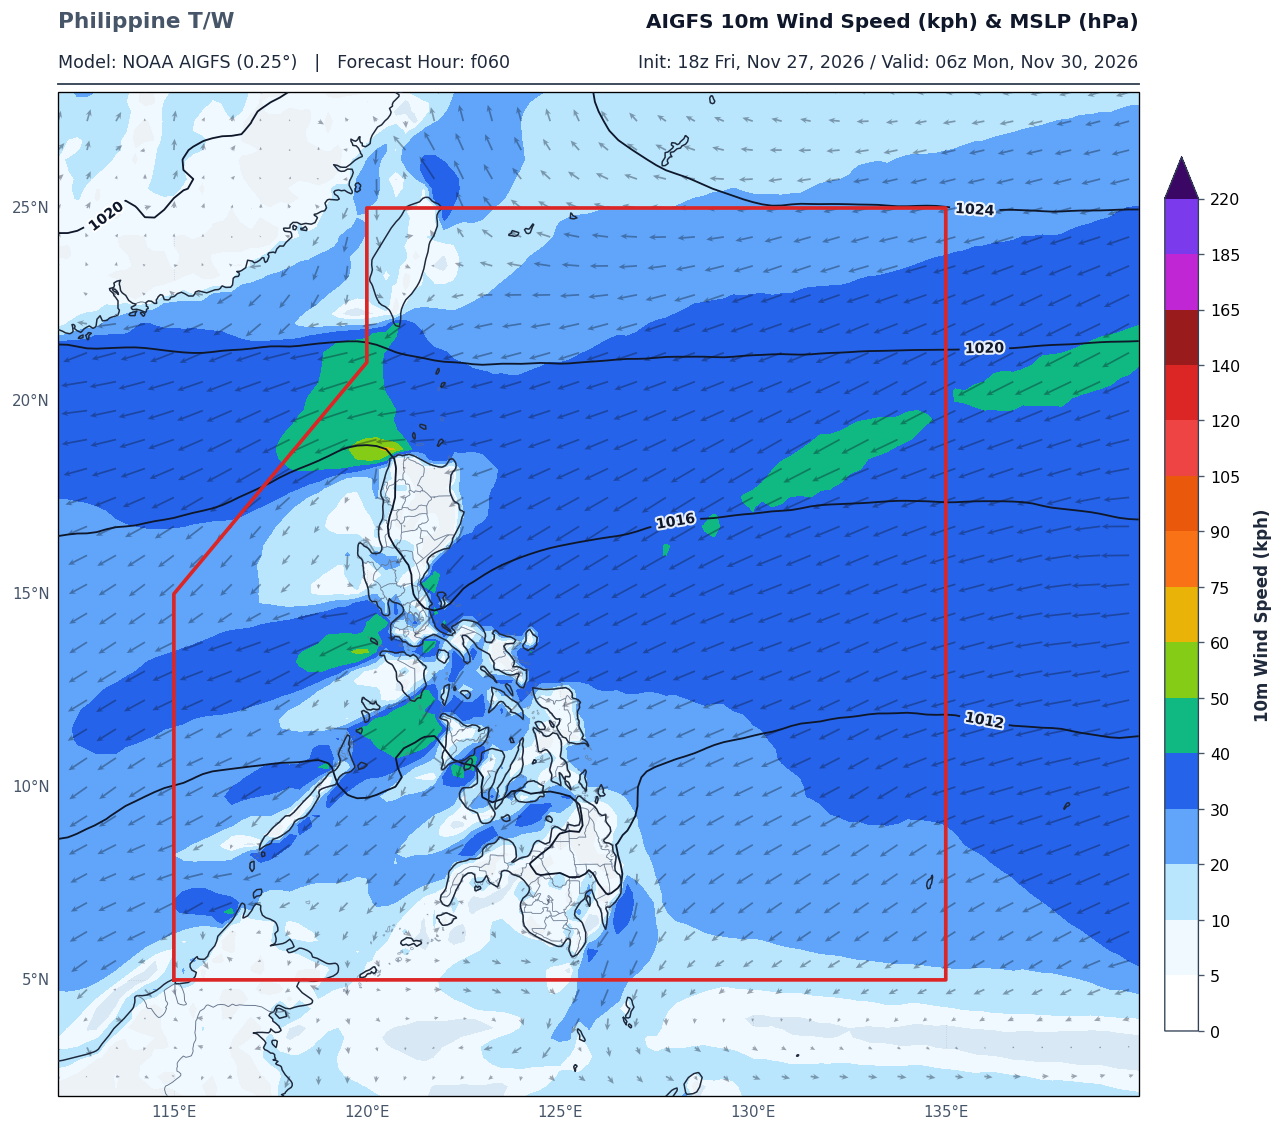 Philippine T/W
AIGFS 10m Wind Speed (kph) & MSLP (hPa)
Model: NOAA AIGFS (0.25°)   |   Forecast Hour: f060
Init: 18z Fri, Nov 27, 2026 / Valid: 06z Mon, Nov 30, 2026
25°N
20°N
15°N
10°N
5°N
115°E
120°E
125°E
130°E
135°E
1020
1024
1020
1016
1012
220
185
165
140
120
105
90
75
60
50
40
30
20
10
5
0
10m Wind Speed (kph)